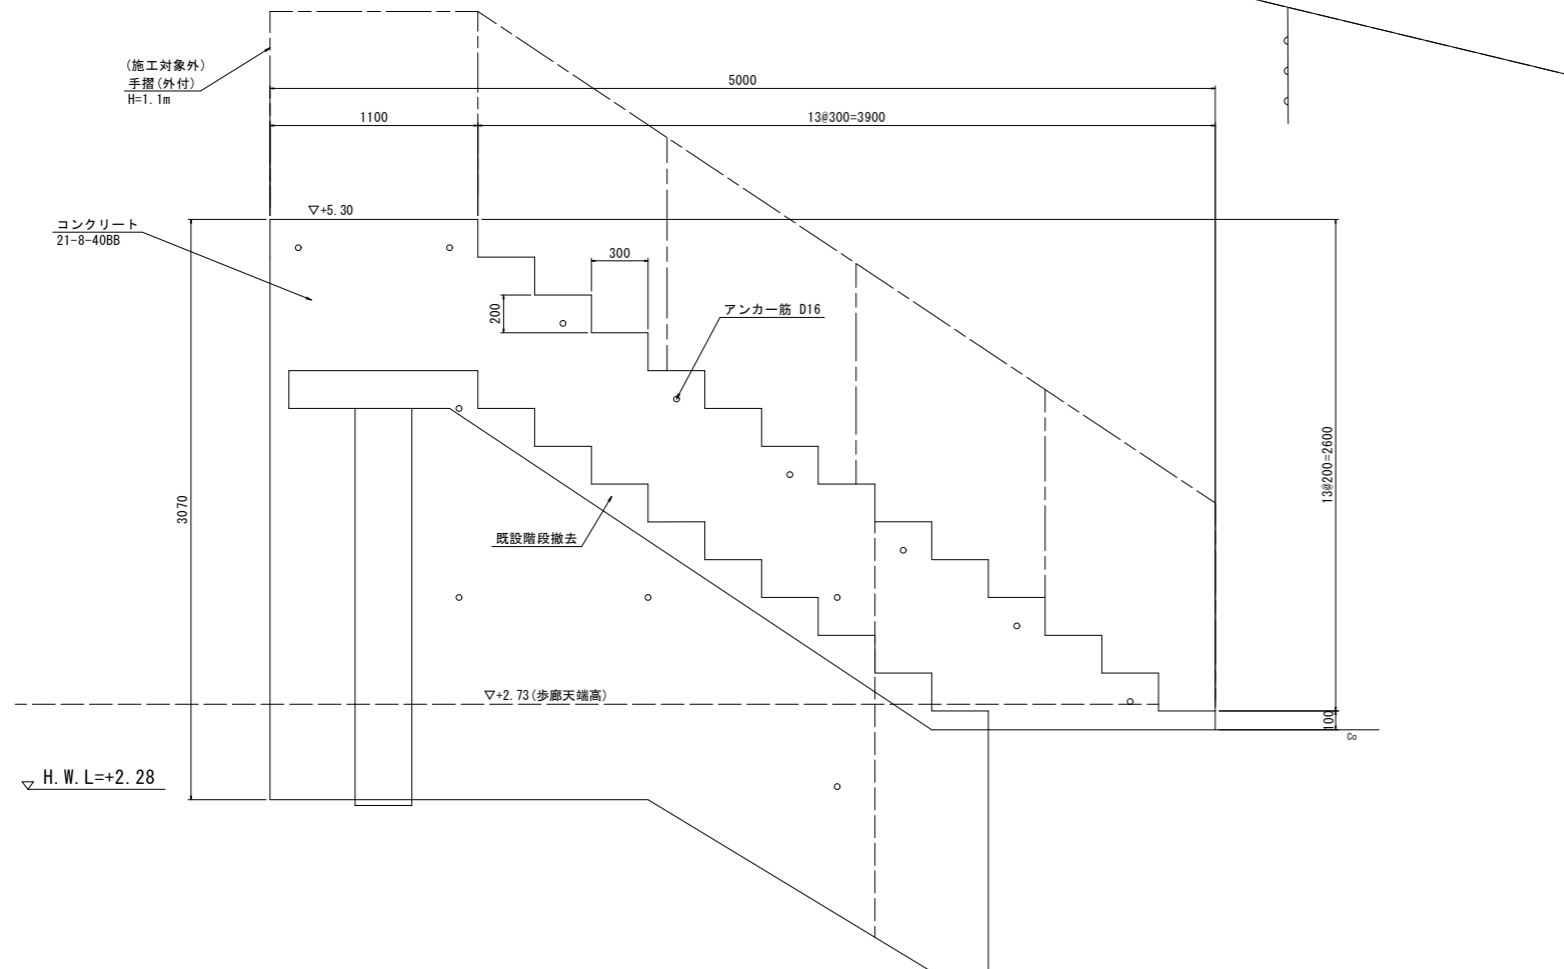 (施工対象外)
手摺(外付)
H=1.1m
5000
1100
13@300=3900
▽+5.30
コンクリート
21-8-40BB
300
200
アンカー筋 D16
3070
13@200=2600
既設階段撤去
▽+2.73(歩廊天端高)
100
Co
▽ H.W.L=+2.28